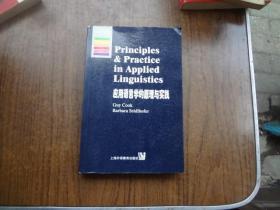 Principles
& Practice
in Applied
Linguistics
应用语言学的原理与实践
Guy Cook
Barbara Seidlhofer
上海外语教育出版社